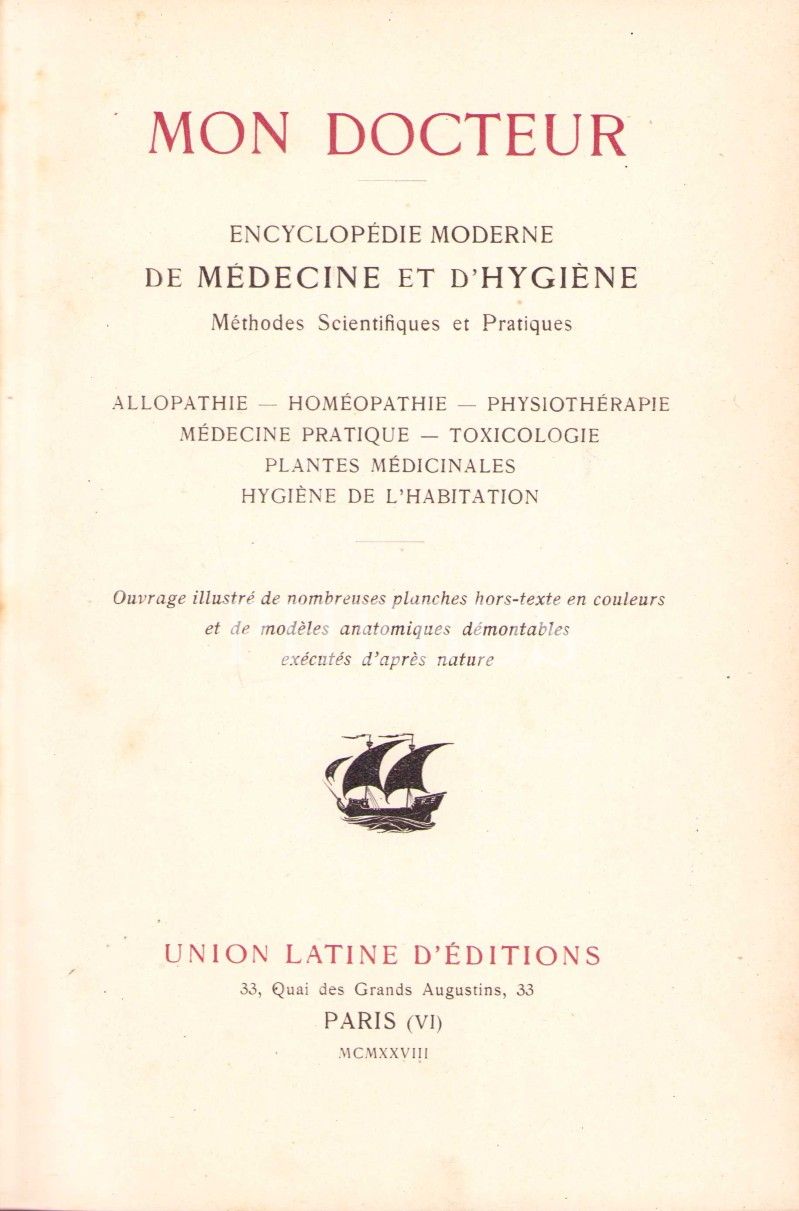 MON DOCTEUR
ENCYCLOPÉDIE MODERNE
DE MÉDECINE ET D'HYGIÈNE
Méthodes Scientifiques et Pratiques
ALLOPATHIE — HOMÉOPATHIE — PHYSIOTHÉRAPIE
MÉDECINE PRATIQUE — TOXICOLOGIE
PLANTES MÉDICINALES
HYGIÈNE DE L'HABITATION
Ouvrage illustré de nombreuses planches hors-texte en couleurs
et de modèles anatomiques démontables
exécutés d'après nature
UNION LATINE D'ÉDITIONS
33, Quai des Grands Augustins, 33
PARIS (VI)
MCMXXVIII